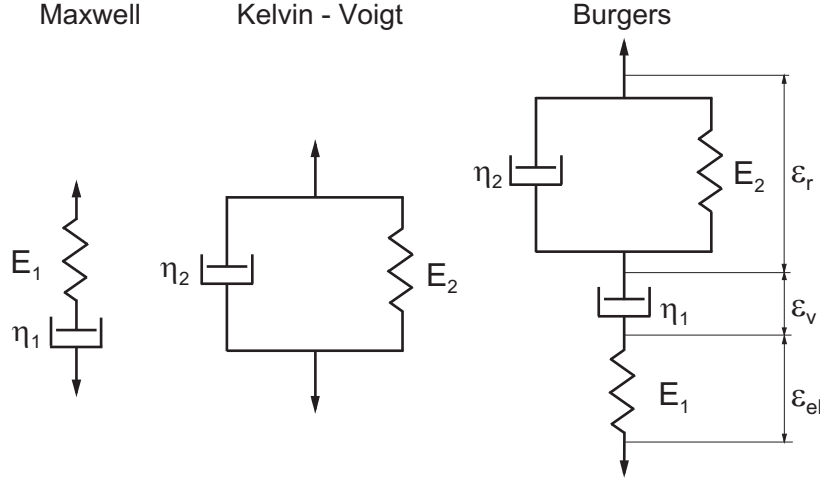 Maxwell
Kelvin - Voigt
Burgers
E₁
η₁
η₂
E₂
η₂
E₂
εᵣ
η₁
εᵥ
E₁
εₑₗ